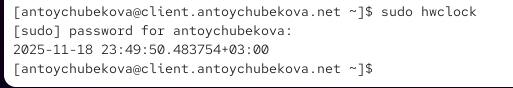 [antoychubekova@client.antoychubekova.net ~]$ sudo hwclock
[sudo] password for antoychubekova:
2025-11-18 23:49:50.483754+03:00
[antoychubekova@client.antoychubekova.net ~]$